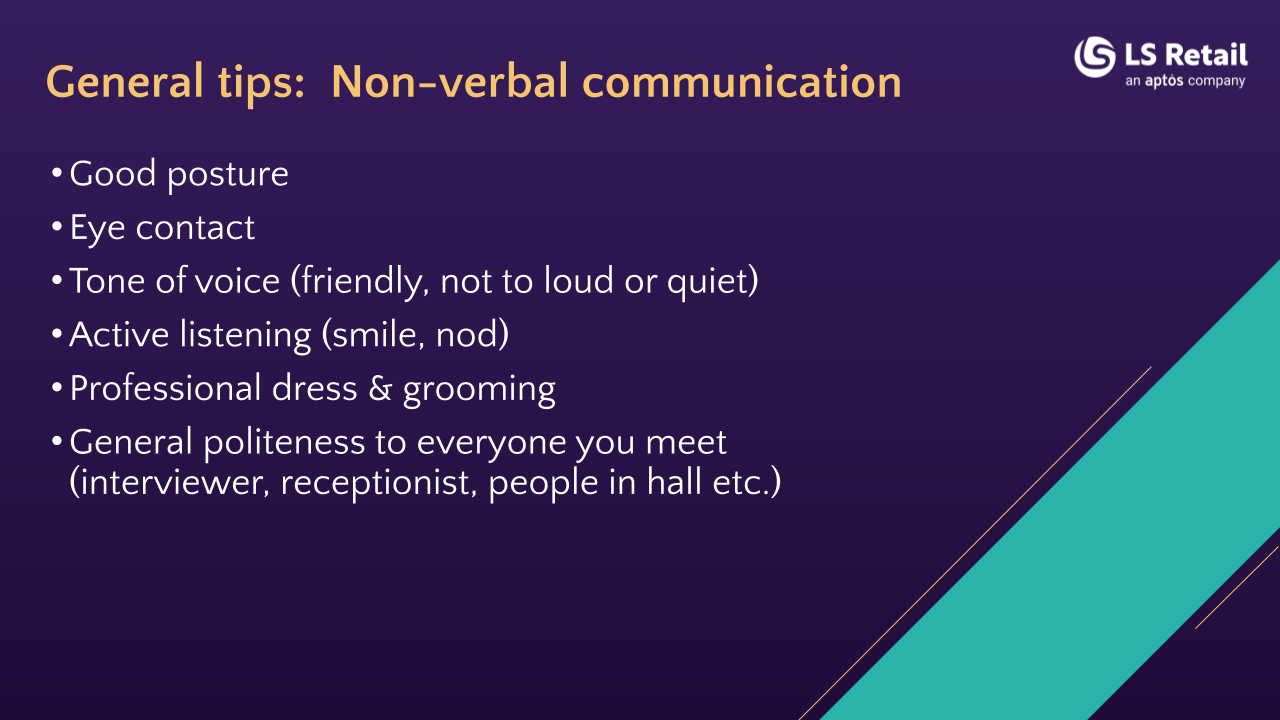 General tips:  Non-verbal communication
LS Retail
an aptos company
• Good posture
• Eye contact
• Tone of voice (friendly, not to loud or quiet)
• Active listening (smile, nod)
• Professional dress & grooming
• General politeness to everyone you meet
(interviewer, receptionist, people in hall etc.)